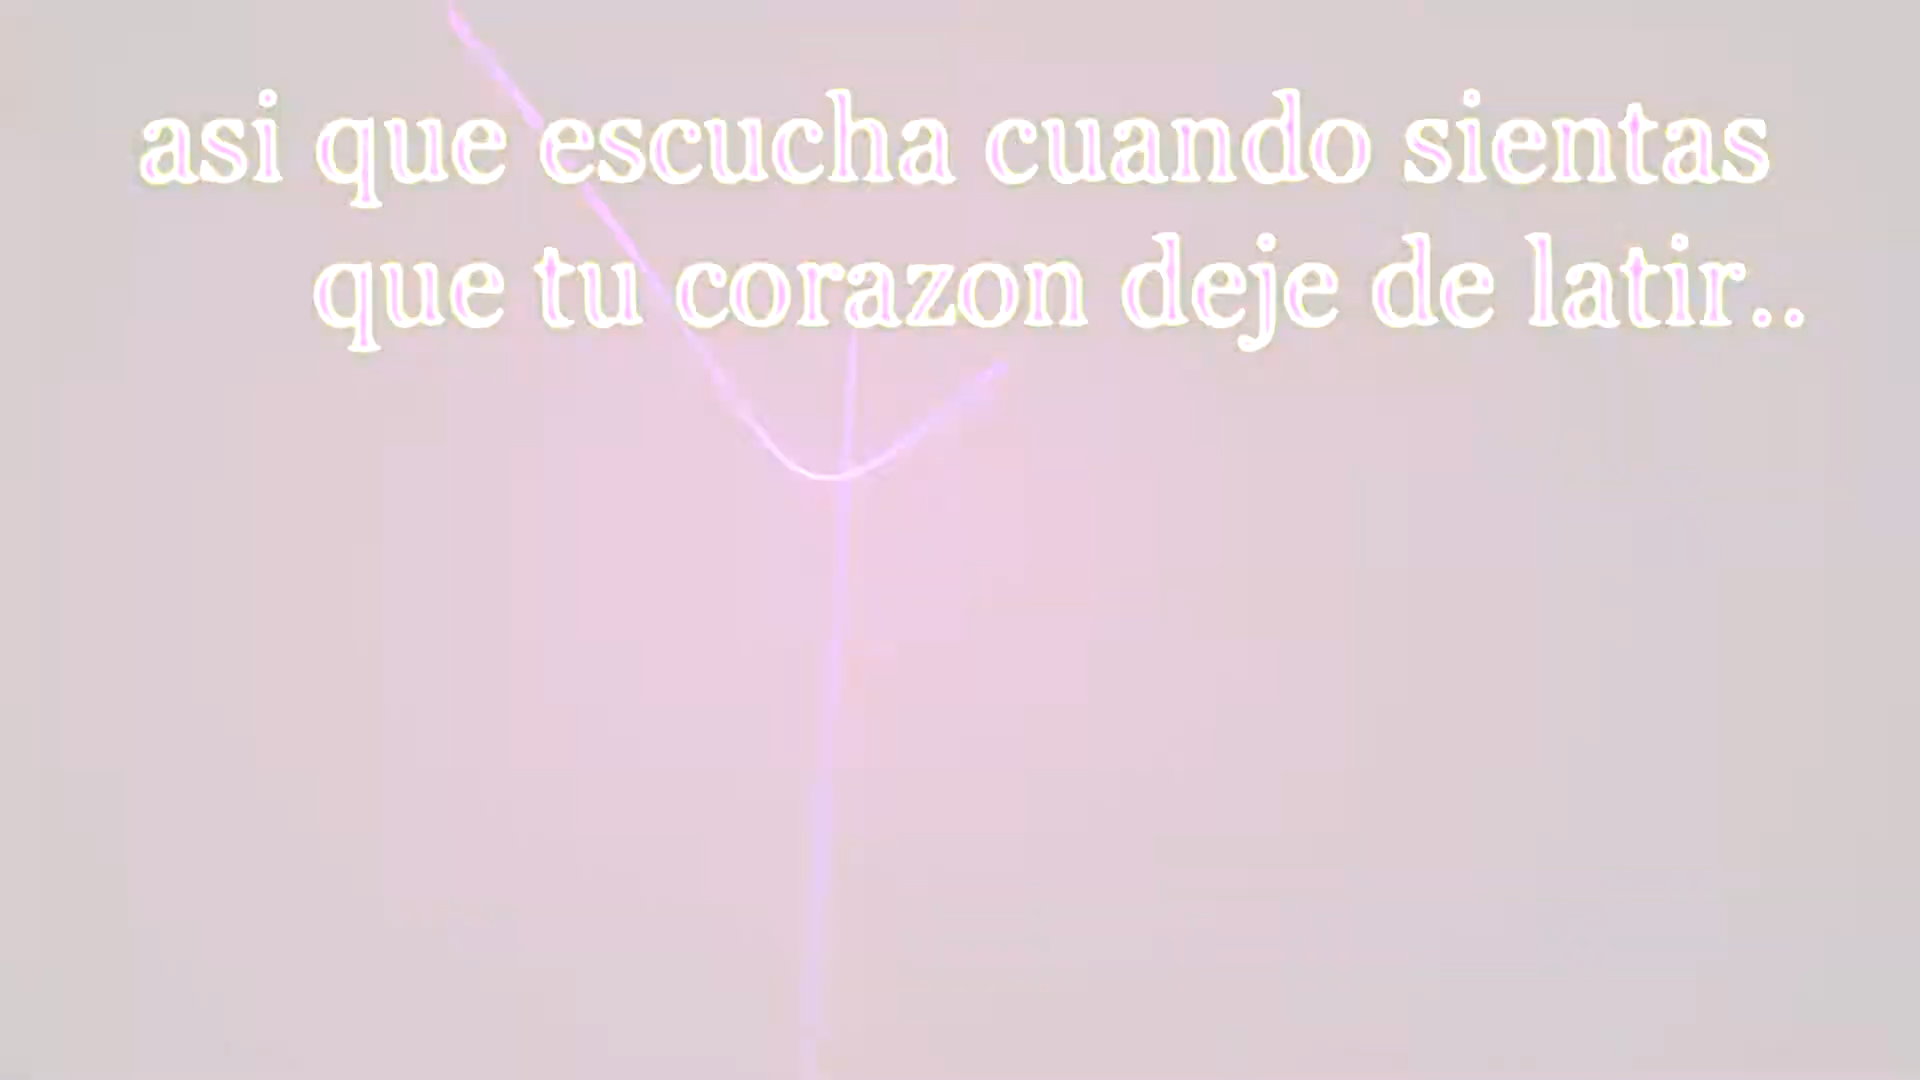 asi que escucha cuando sientas
que tu corazon deje de latir..